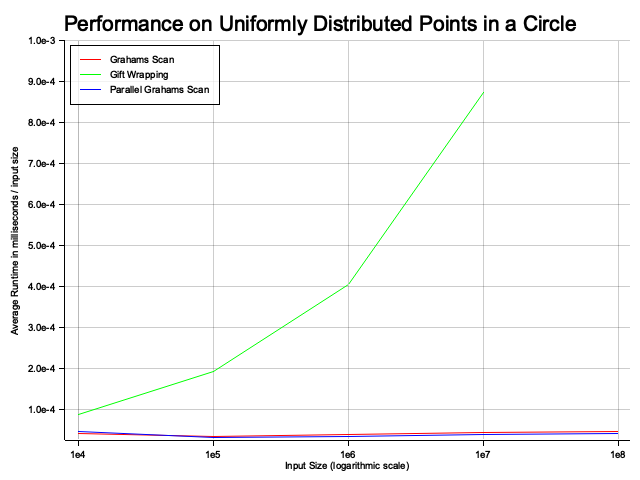 Performance on Uniformly Distributed Points in a Circle
1.0e-3
9.0e-4
8.0e-4
7.0e-4
6.0e-4
5.0e-4
4.0e-4
3.0e-4
2.0e-4
1.0e-4
Average Runtime in milliseconds / input size
Grahams Scan
Gift Wrapping
Parallel Grahams Scan
1e4 1e5 1e6 1e7 1e8
Input Size (logarithmic scale)